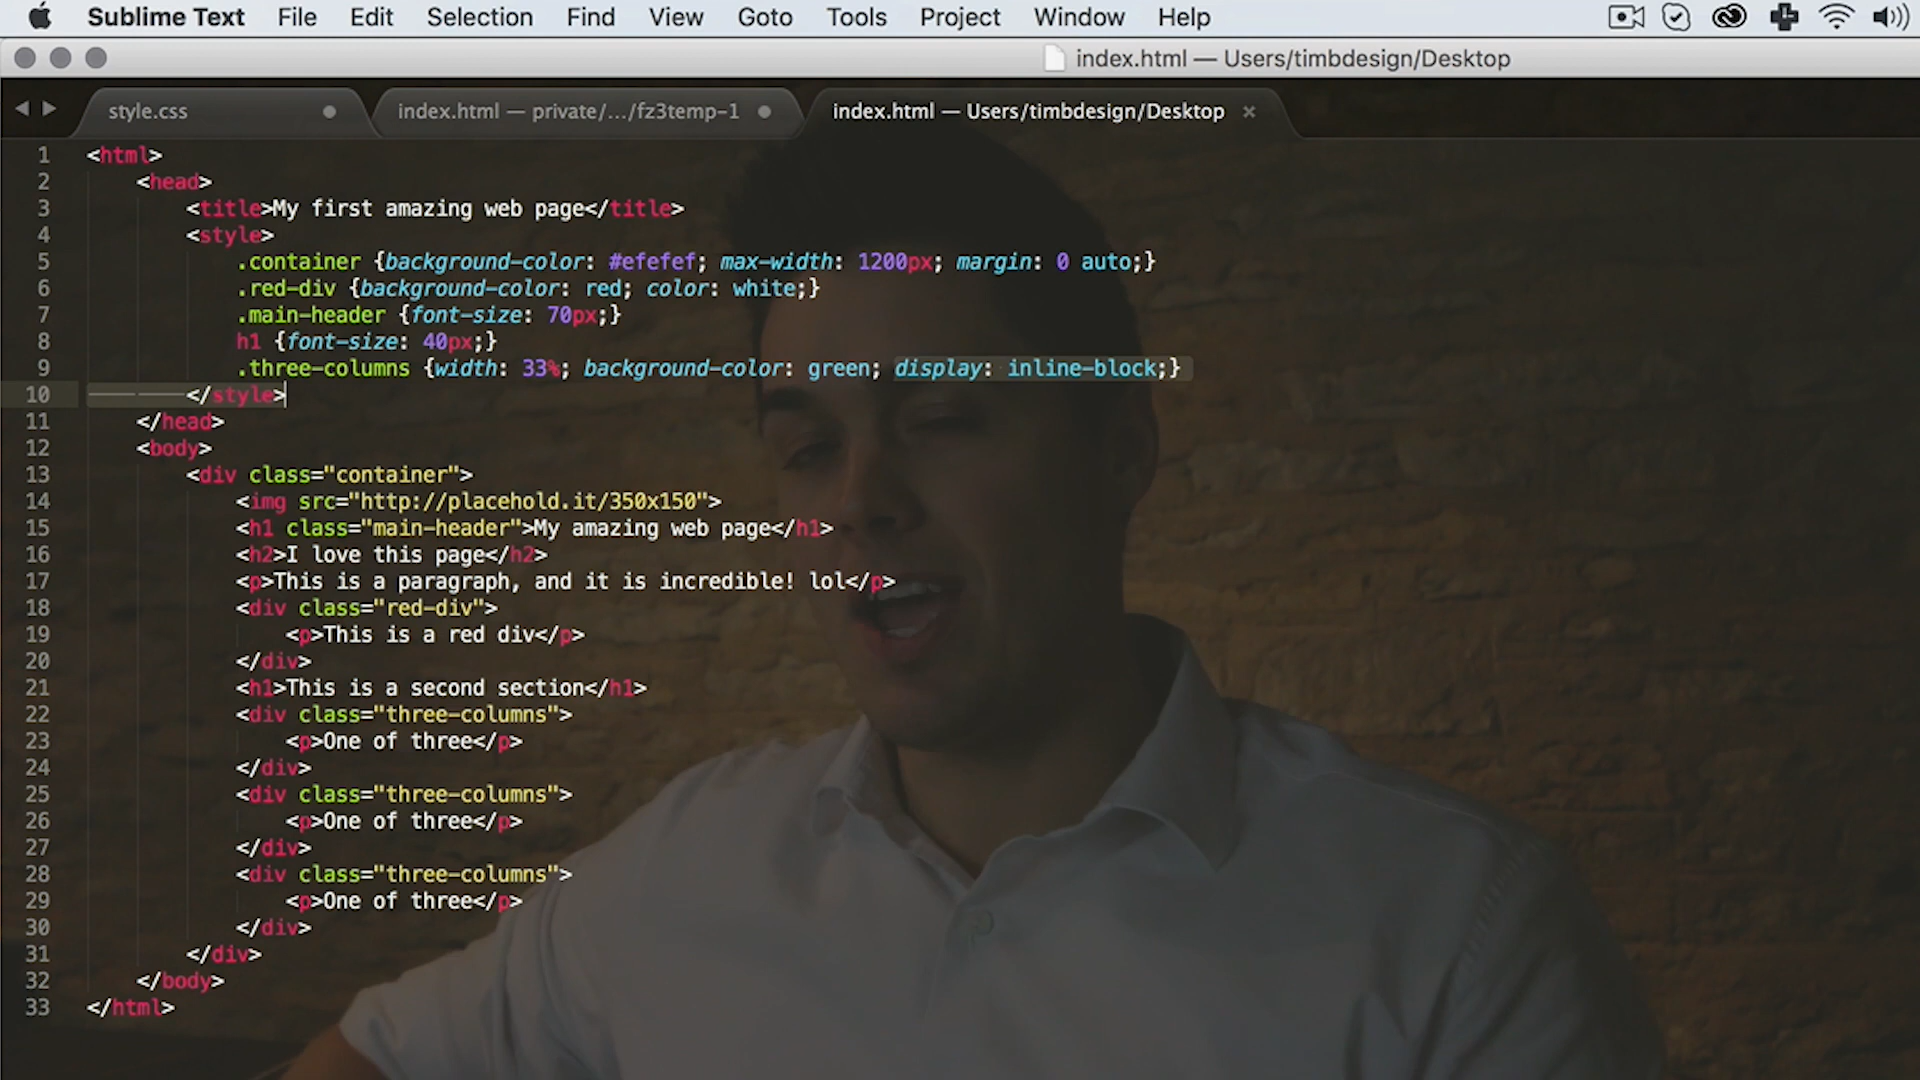 Sublime Text File Edit Selection Find View Goto Tools Project Window Help
index.html — Users/timbdesign/Desktop
style.css index.html — private/.../fz3temp-1 index.html — Users/timbdesign/Desktop
1 <html>
2 <head>
3 <title>My first amazing web page</title>
4 <style>
5 .container {background-color: #efefef; max-width: 1200px; margin: 0 auto;}
6 .red-div {background-color: red; color: white;}
7 .main-header {font-size: 70px;}
8 h1 {font-size: 40px;}
9 .three-columns {width: 33%; background-color: green; display: inline-block;}
10 </style>
11 </head>
12 <body>
13 <div class="container">
14 <img src="http://placehold.it/350x150">
15 <h1 class="main-header">My amazing web page</h1>
16 <h2>I love this page</h2>
17 <p>This is a paragraph, and it is incredible! lol</p>
18 <div class="red-div">
19 <p>This is a red div</p>
20 </div>
21 <h1>This is a second section</h1>
22 <div class="three-columns">
23 <p>One of three</p>
24 </div>
25 <div class="three-columns">
26 <p>One of three</p>
27 </div>
28 <div class="three-columns">
29 <p>One of three</p>
30 </div>
31 </div>
32 </body>
33 </html>